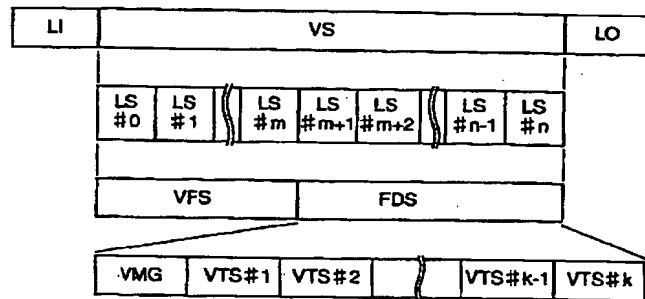 LI VS LO
LS #0 LS #1 LS #m LS #m+1 LS #m+2 LS #n-1 LS #n
VFS FDS
VMG VTS#1 VTS#2 VTS#k-1 VTS#k